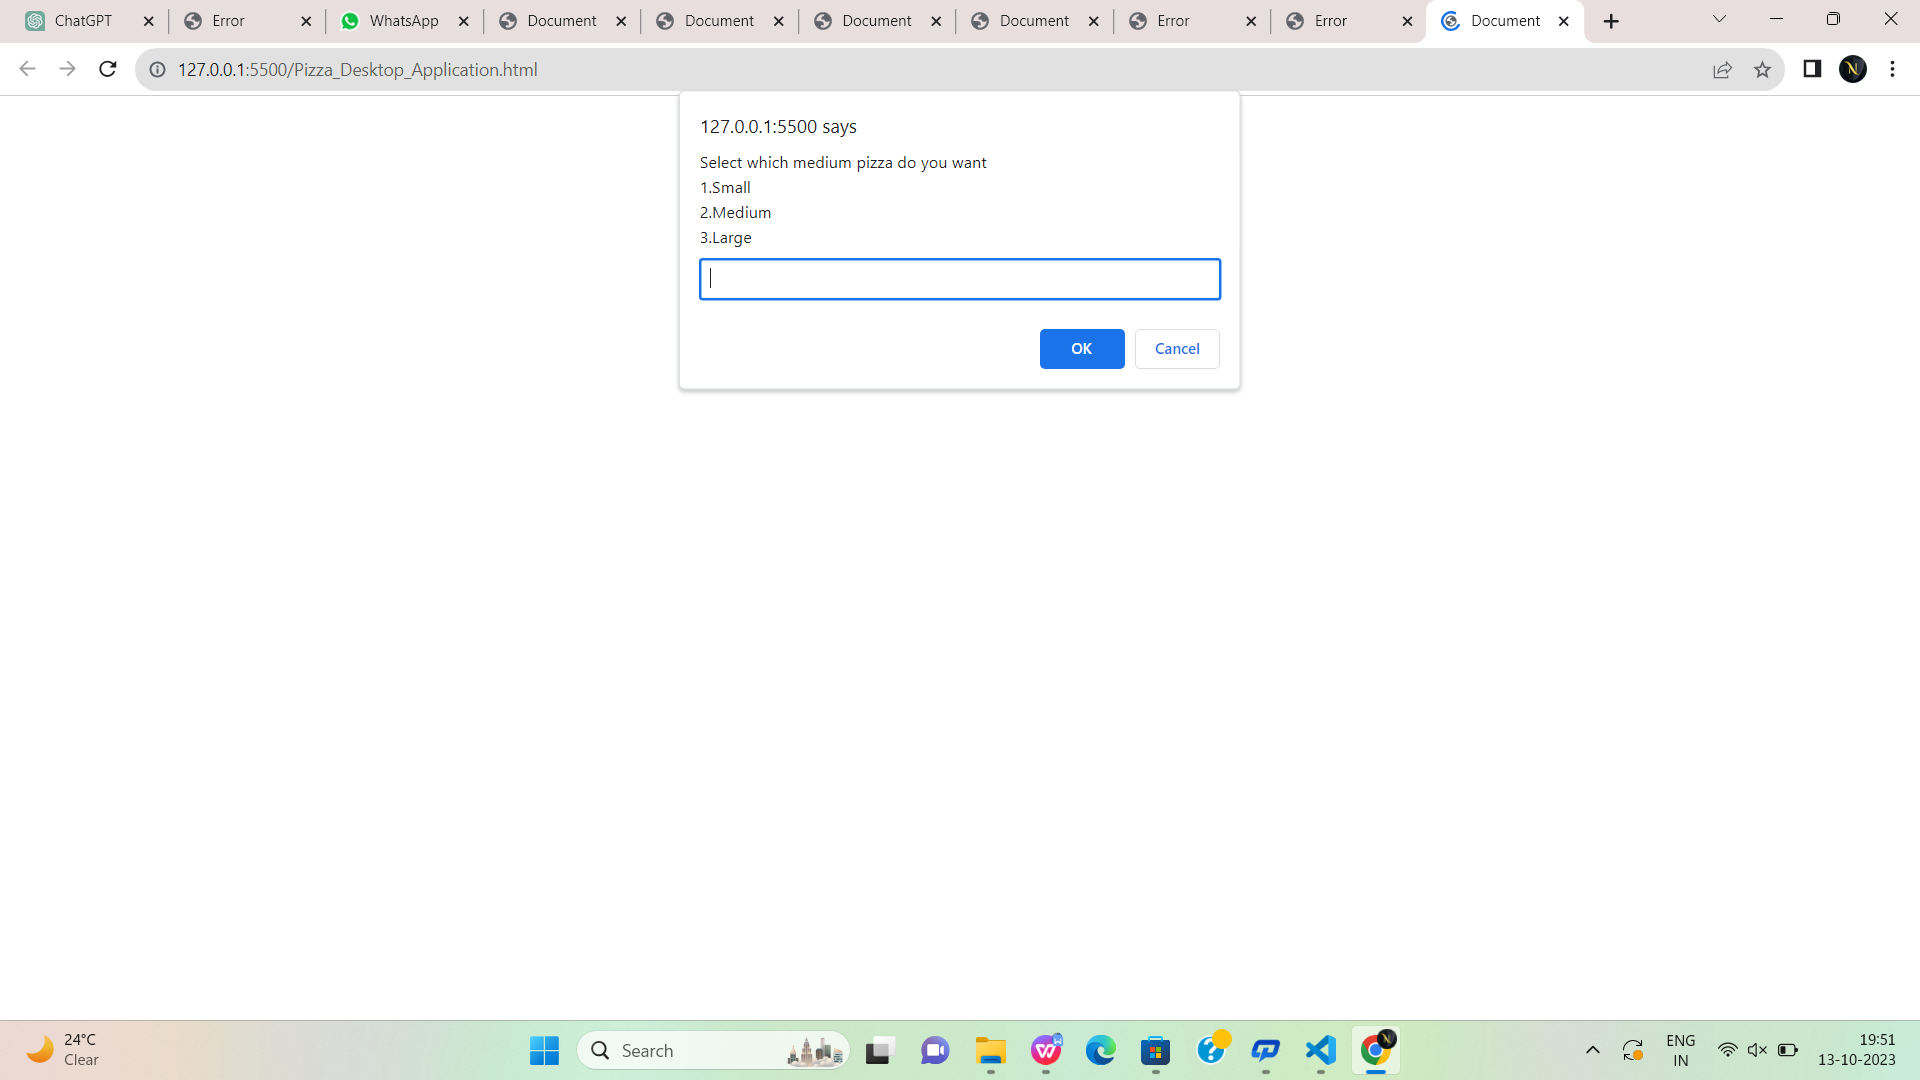 ChatGPT
Error
WhatsApp
Document
Document
Document
Document
Error
Error
Document
127.0.0.1:5500/Pizza_Desktop_Application.html
N
127.0.0.1:5500 says
Select which medium pizza do you want
1.Small
2.Medium
3.Large
OK
Cancel
24°C
Clear
Search
ENG
IN
19:51
13-10-2023